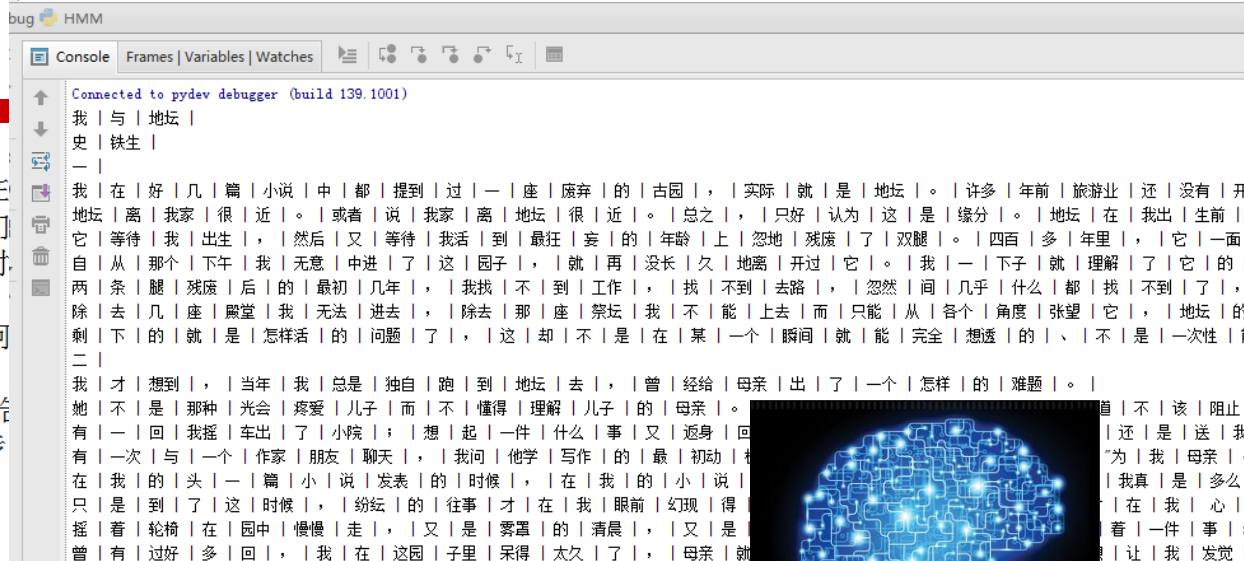 bug HMM
Console Frames | Variables | Watches
Connected to pydev debugger (build 139.1001)
我 | 与 | 地坛 |
史 | 铁生 |
一 |
我 | 在 | 好 | 几 | 篇 | 小说 | 中 | 都 | 提到 | 过 | 一 | 座 | 废弃 | 的 | 古园 | , | 实际 | 就 | 是 | 地坛 | 。 | 许多 | 年前 | 旅游业 | 还 | 没有 |
地坛 | 离 | 我家 | 很 | 近 | 。 | 或者 | 说 | 我家 | 离 | 地坛 | 很 | 近 | 。 | 总之 | , | 只好 | 认为 | 这 | 是 | 缘分 | 。 | 地坛 | 在 | 我出 | 生前 |
它 | 等待 | 我 | 出生 | , | 然后 | 又 | 等待 | 我活 | 到 | 最狂 | 妄 | 的 | 年龄 | 上 | 忽地 | 残废 | 了 | 双腿 | 。 | 四百 | 多 | 年里 | , | 它 | 一面
自 | 从 | 那个 | 下午 | 我 | 无意 | 中进 | 了 | 这 | 园子 | , | 就 | 再 | 没长 | 久 | 地离 | 开过 | 它 | 。 | 我 | 一 | 下子 | 就 | 理解 | 了 | 它 | 的
两 | 条 | 腿 | 残废 | 后 | 的 | 最初 | 几年 | , | 我找 | 不 | 到 | 工作 | , | 找 | 不到 | 去路 | , | 忽然 | 间 | 几乎 | 什么 | 都 | 找 | 不到 | 了 | ,
除 | 去 | 几 | 座 | 殿堂 | 我 | 无法 | 进去 | , | 除去 | 那 | 座 | 祭坛 | 我 | 不 | 能 | 上去 | 而 | 只能 | 从 | 各个 | 角度 | 张望 | 它 | , | 地坛 | 的
剩 | 下 | 的 | 就 | 是 | 怎样活 | 的 | 问题 | 了 | , | 这 | 却 | 不 | 是 | 在 | 某 | 一个 | 瞬间 | 就 | 能 | 完全 | 想透 | 的 | 、 | 不 | 是 | 一次性 |
二 |
我 | 才 | 想到 | , | 当年 | 我 | 总是 | 独自 | 跑 | 到 | 地坛 | 去 | , | 曾 | 经给 | 母亲 | 出 | 了 | 一个 | 怎样 | 的 | 难题 | 。 |
她 | 不 | 是 | 那种 | 光会 | 疼爱 | 儿子 | 而 | 不 | 懂得 | 理解 | 儿子 | 的 | 母亲 | 。 道 | 不 | 该 | 阻止
有 | 一 | 回 | 我摇 | 车出 | 了 | 小院 | ; | 想 | 起 | 一件 | 什么 | 事 | 又 | 返身 | 回 | 还 | 是 | 送 | 我
有 | 一次 | 与 | 一个 | 作家 | 朋友 | 聊天 | , | 我问 | 他学 | 写作 | 的 | 最 | 初动 | "为 | 我 | 母亲 |
在 | 我 | 的 | 头 | 一 | 篇 | 小 | 说 | 发表 | 的 | 时候 | , | 在 | 我 | 的 | 小 | 说 | | 我真 | 是 | 多么
只 | 是 | 到 | 了 | 这 | 时候 | , | 纷纭 | 的 | 往事 | 才 | 在 | 我 | 眼前 | 幻现 | 得 | | 在 | 我 | 心 |
摇 | 着 | 轮椅 | 在 | 园中 | 慢慢 | 走 | , | 又 | 是 | 雾罩 | 的 | 清晨 | , | 又 | 是 | 着 | 一件 | 事 |
曾 | 有 | 过好 | 多 | 回 | , | 我 | 在 | 这园 | 子里 | 呆得 | 太久 | 了 | , | 母亲 | 就 | 让 | 我 | 发觉